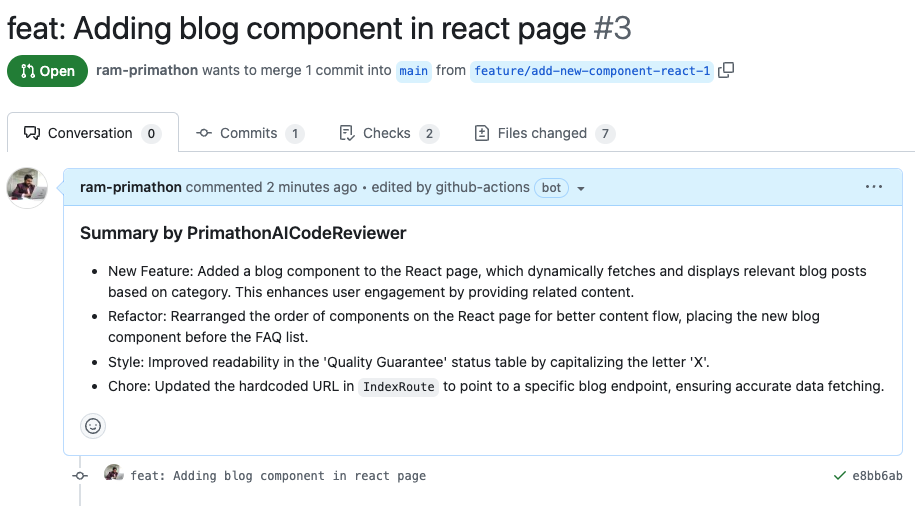 feat: Adding blog component in react page #3
Open ram-primathon wants to merge 1 commit into main from feature/add-new-component-react-1
Conversation 0 Commits 1 Checks 2 Files changed 7
ram-primathon commented 2 minutes ago • edited by github-actions bot
Summary by PrimathonAICodeReviewer
• New Feature: Added a blog component to the React page, which dynamically fetches and displays relevant blog posts
based on category. This enhances user engagement by providing related content.
• Refactor: Rearranged the order of components on the React page for better content flow, placing the new blog
component before the FAQ list.
• Style: Improved readability in the 'Quality Guarantee' status table by capitalizing the letter 'X'.
• Chore: Updated the hardcoded URL in IndexRoute to point to a specific blog endpoint, ensuring accurate data fetching.
feat: Adding blog component in react page e8bb6ab